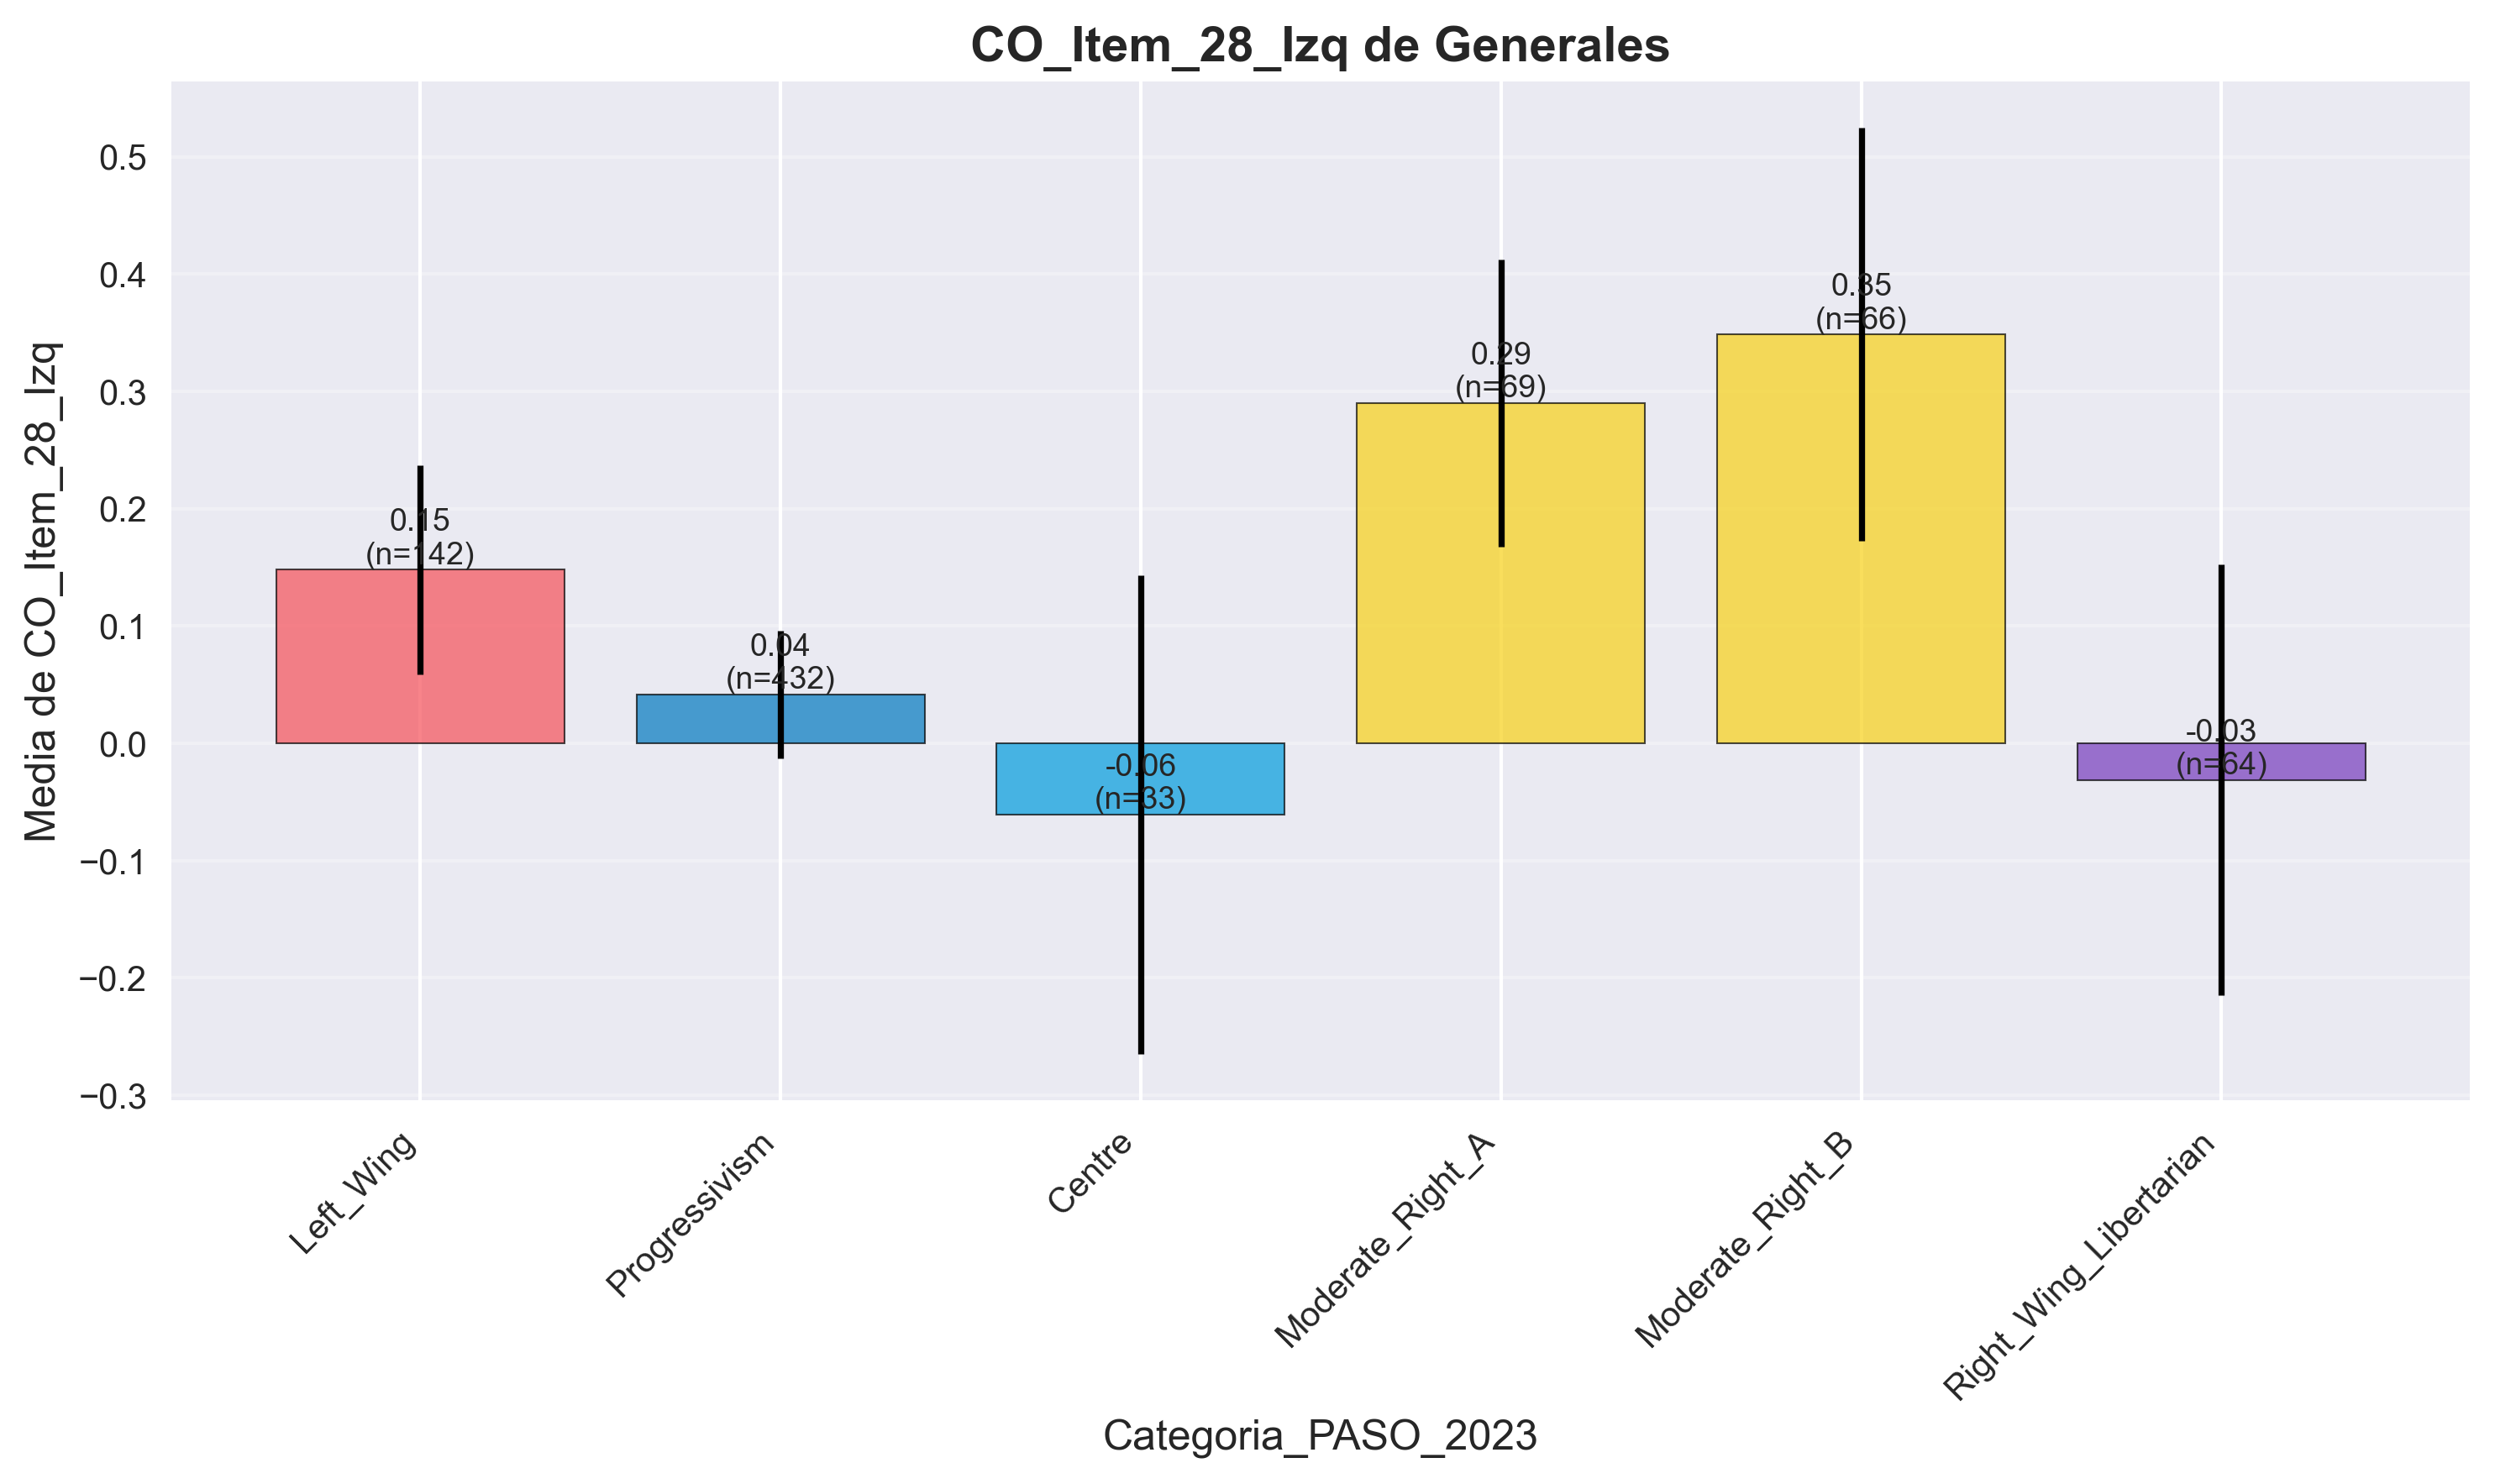 CO_Item_28_Izq de Generales
Media de CO_Item_28_Izq
0.5
0.4
0.3
0.2
0.1
0.0
−0.1
−0.2
−0.3
0.15
(n=142)
0.04
(n=432)
-0.06
(n=33)
0.29
(n=69)
0.35
(n=66)
-0.03
(n=64)
Left_Wing
Progressivism
Centre
Moderate_Right_A
Moderate_Right_B
Right_Wing_Libertarian
Categoria_PASO_2023